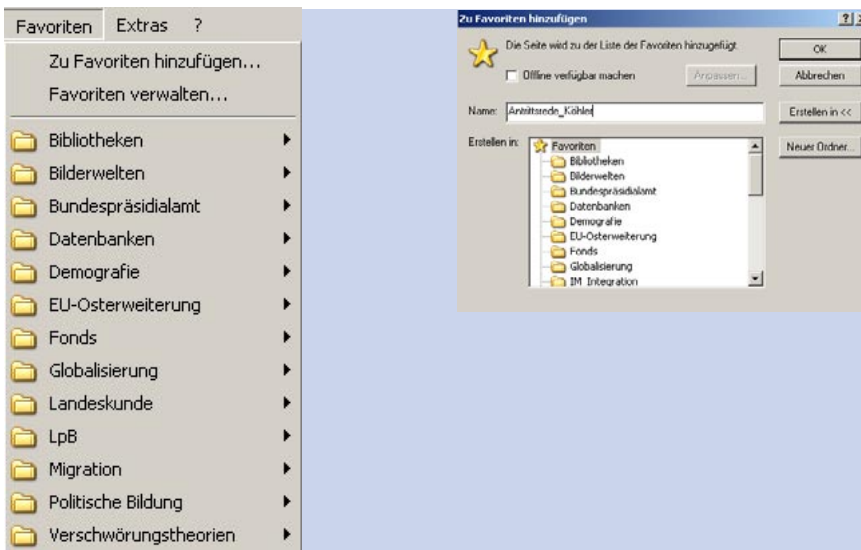 Favoriten Extras ?
Zu Favoriten hinzufügen...
Favoriten verwalten...
Bibliotheken
Bilderwelten
Bundespräsidialamt
Datenbanken
Demografie
EU-Osterweiterung
Fonds
Globalisierung
Landeskunde
LpB
Migration
Politische Bildung
Verschwörungstheorien
Zu Favoriten hinzufügen
Die Seite wird zu der Liste der Favoriten hinzugefügt.
OK
Offline verfügbar machen
Anpassen...
Abbrechen
Name: Antrittsrede_Köhler
Erstellen in <<
Erstellen in:
Neuer Ordner...
Favoriten
Bibliotheken
Bilderwelten
Bundespräsidialamt
Datenbanken
Demografie
EU-Osterweiterung
Fonds
Globalisierung
IM Integration